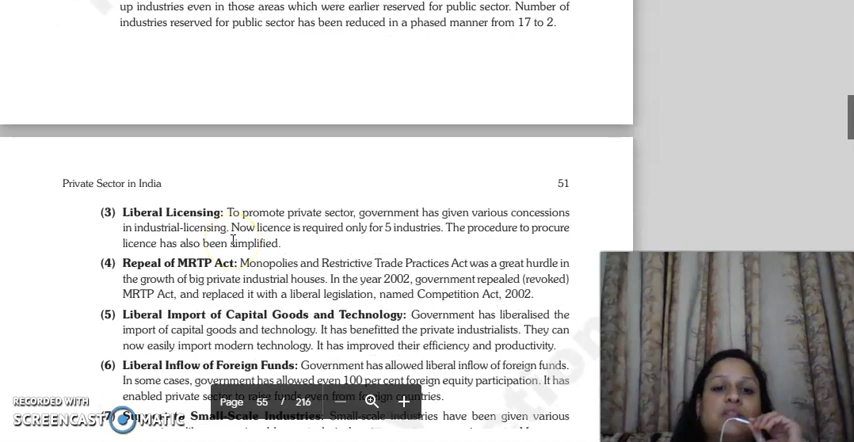 up industries even in those areas which were earlier reserved for public sector. Number of
industries reserved for public sector has been reduced in a phased manner from 17 to 2.
Private Sector in India 51
(3) Liberal Licensing: To promote private sector, government has given various concessions
in industrial-licensing. Now licence is required only for 5 industries. The procedure to procure
licence has also been simplified.
(4) Repeal of MRTP Act: Monopolies and Restrictive Trade Practices Act was a great hurdle in
the growth of big private industrial houses. In the year 2002, government repealed (revoked)
MRTP Act, and replaced it with a liberal legislation, named Competition Act, 2002.
(5) Liberal Import of Capital Goods and Technology: Government has liberalised the
import of capital goods and technology. It has benefitted the private industrialists. They can
now easily import modern technology. It has improved their efficiency and productivity.
(6) Liberal Inflow of Foreign Funds: Government has allowed liberal inflow of foreign funds.
In some cases, government has allowed even 100 per cent foreign equity participation. It has
enabled private sector to raise funds even from foreign countries.
Page 55 / 216
Support to Small-Scale Industries: Small-scale industries have been given various
RECORDED WITH
SCREENCAST MATIC